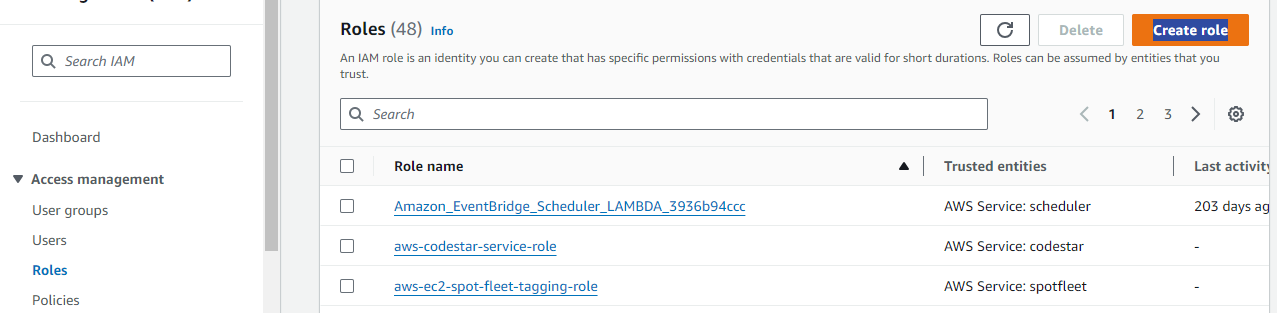 Search IAM
Dashboard
Access management
User groups
Users
Roles
Policies
Roles (48) Info
Delete
Create role
An IAM role is an identity you can create that has specific permissions with credentials that are valid for short durations. Roles can be assumed by entities that you
trust.
Search
1 2 3
Role name Trusted entities Last activity
Amazon_EventBridge_Scheduler_LAMBDA_3936b94ccc AWS Service: scheduler 203 days ag
aws-codestar-service-role AWS Service: codestar -
aws-ec2-spot-fleet-tagging-role AWS Service: spotfleet -